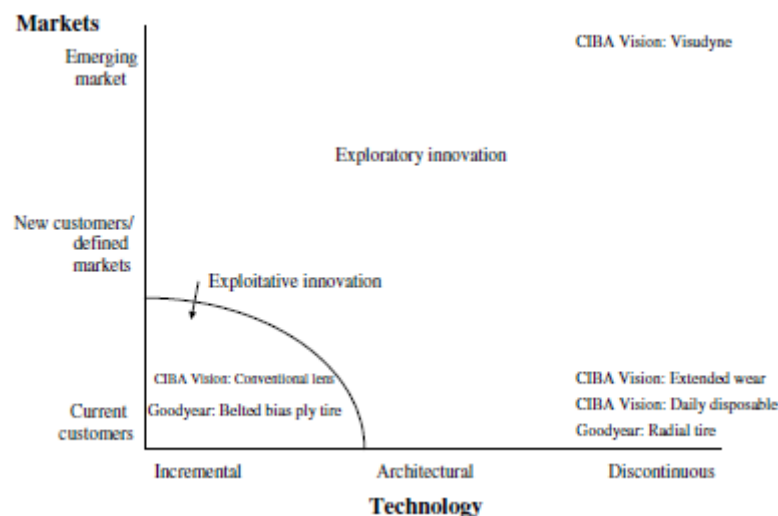 Markets
Emerging
market
CIBA Vision: Visudyne
Exploratory innovation
New customers/
defined
markets
Exploitative innovation
CIBA Vision: Conventional lens
Goodyear: Belted bias ply tire
CIBA Vision: Extended wear
CIBA Vision: Daily disposable
Goodyear: Radial tire
Current
customers
Incremental
Architectural
Discontinuous
Technology